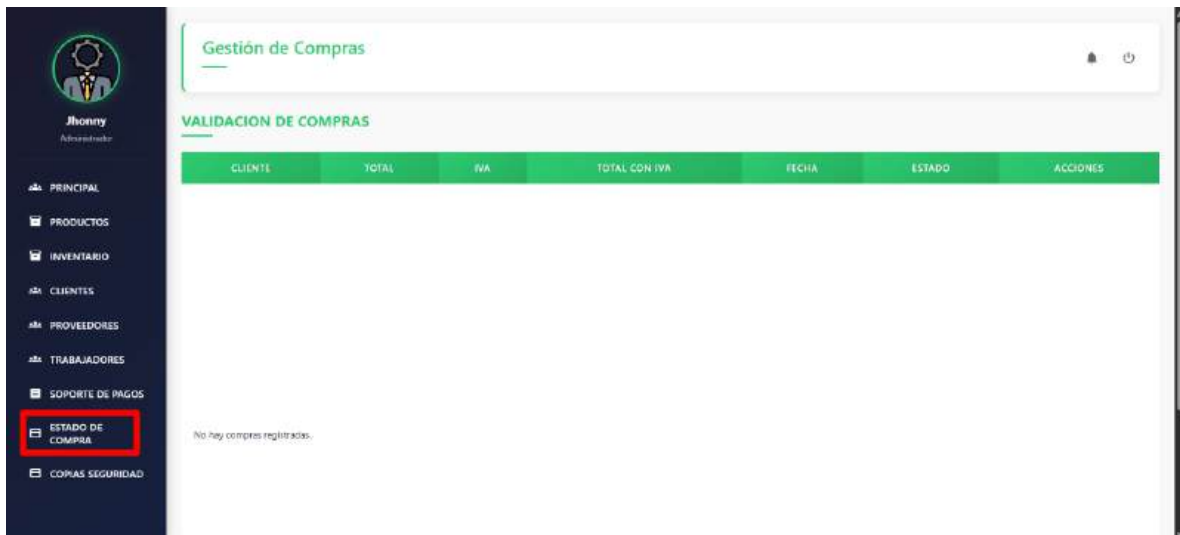 Jhonny
Administrador
PRINCIPAL
PRODUCTOS
INVENTARIO
CLIENTES
PROVEEDORES
TRABAJADORES
SOPORTE DE PAGOS
ESTADO DE
COMPRA
COPIAS SEGURIDAD
Gestión de Compras
VALIDACION DE COMPRAS
CLIENTE TOTAL IVA TOTAL CON IVA FECHA ESTADO ACCIONES
No hay compras registradas.